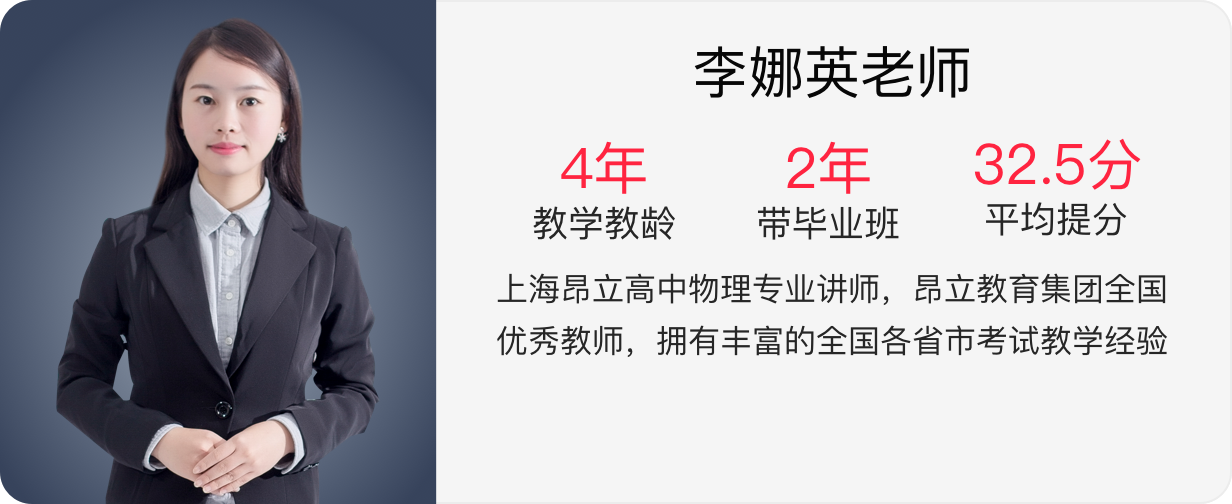 李娜英老师
4年 2年 32.5分
教学教龄 带毕业班 平均提分
上海昂立高中物理专业讲师，昂立教育集团全国
优秀教师，拥有丰富的全国各省市考试教学经验